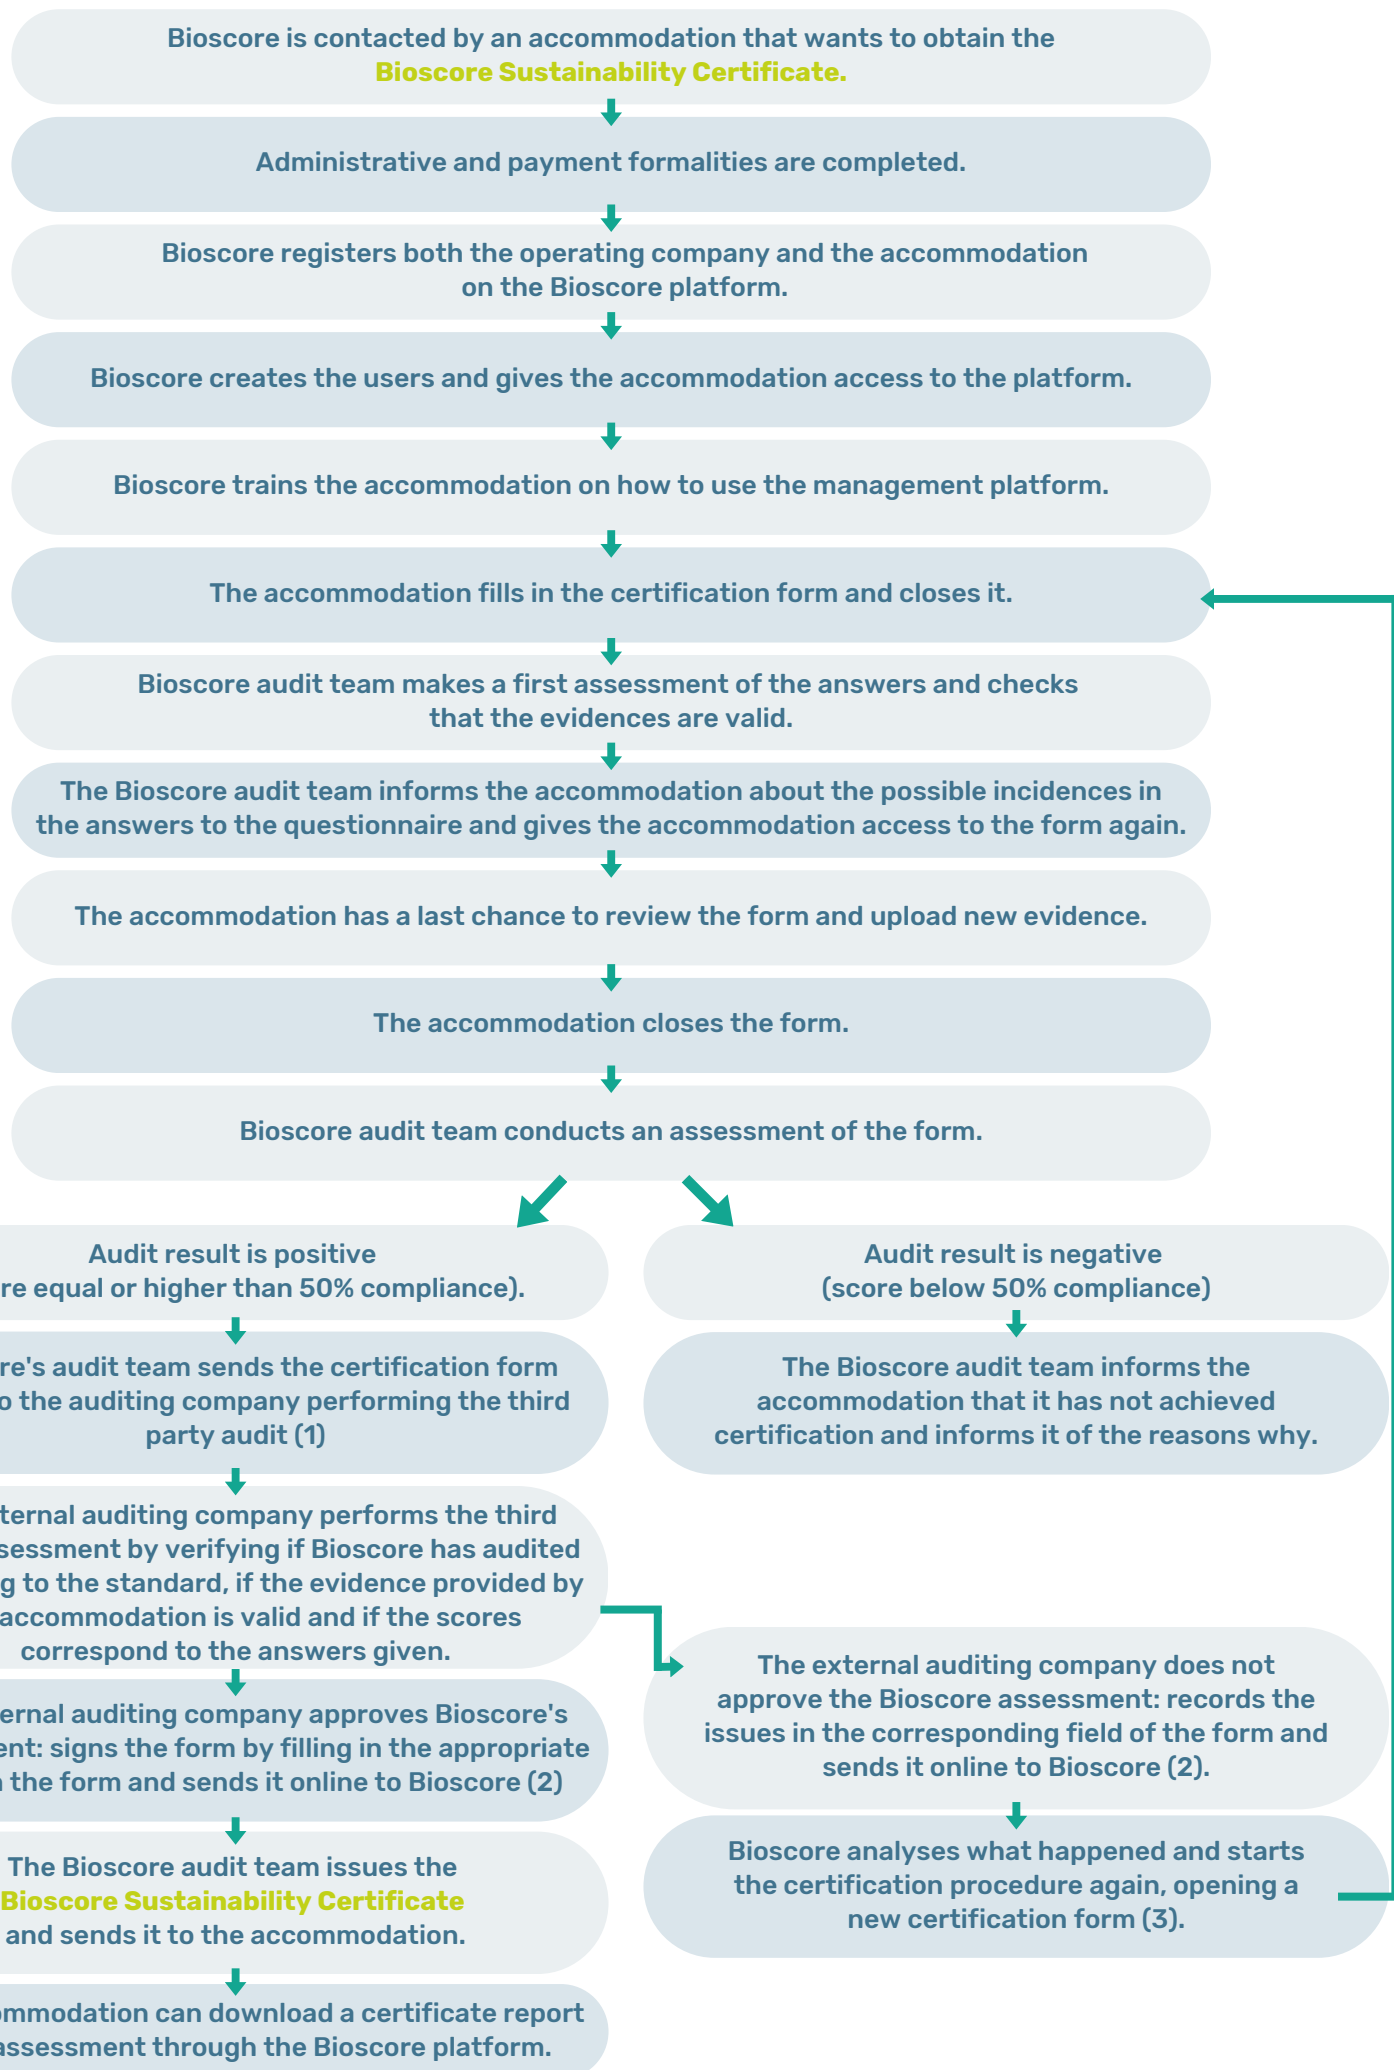 Bioscore is contacted by an accommodation that wants to obtain the
Bioscore Sustainability Certificate.
Administrative and payment formalities are completed.
Bioscore registers both the operating company and the accommodation
on the Bioscore platform.
Bioscore creates the users and gives the accommodation access to the platform.
Bioscore trains the accommodation on how to use the management platform.
The accommodation fills in the certification form and closes it.
Bioscore audit team makes a first assessment of the answers and checks
that the evidences are valid.
The Bioscore audit team informs the accommodation about the possible incidences in
the answers to the questionnaire and gives the accommodation access to the form again.
The accommodation has a last chance to review the form and upload new evidence.
The accommodation closes the form.
Bioscore audit team conducts an assessment of the form.
Audit result is positive
equal or higher than 50% compliance).
audit team sends the certification form
the auditing company performing the third
party audit (1)
auditing company performs the third
by verifying if Bioscore has audited
to the standard, if the evidence provided by
accommodation is valid and if the scores
correspond to the answers given.
auditing company approves Bioscore's
signs the form by filling in the appropriate
the form and sends it online to Bioscore (2)
The Bioscore audit team issues the
Bioscore Sustainability Certificate
and sends it to the accommodation.
can download a certificate report
assessment through the Bioscore platform.
Audit result is negative
(score below 50% compliance)
The Bioscore audit team informs the
accommodation that it has not achieved
certification and informs it of the reasons why.
The external auditing company does not
approve the Bioscore assessment: records the
issues in the corresponding field of the form and
sends it online to Bioscore (2).
Bioscore analyses what happened and starts
the certification procedure again, opening a
new certification form (3).